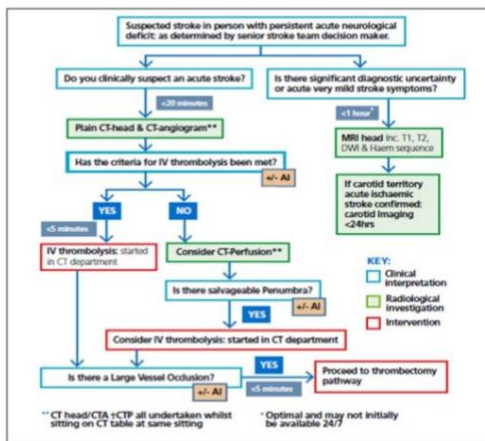 Suspected stroke in person with persistent acute neurological
deficit: as determined by senior stroke team decision maker.
Do you clinically suspect an acute stroke?
Is there significant diagnostic uncertainty
or acute very mild stroke symptoms?
<20 minutes
<1 hour*
Plain CT-head & CT-angiogram**
MRI head Inc. T1, T2,
DWI & Haem sequence
Has the criteria for IV thrombolysis been met?
+/- AI
If carotid territory
acute ischaemic
stroke confirmed:
carotid imaging
<24hrs
YES
NO
<5 minutes
IV thrombolysis: started
in CT department
Consider CT-Perfusion**
Is there salvageable Penumbra?
+/- AI
YES
KEY:
Clinical
interpretation
Radiological
investigation
Intervention
Consider IV thrombolysis: started in CT department
Is there a Large Vessel Occlusion?
+/- AI
YES
<5 minutes
Proceed to thrombectomy
pathway
** CT head/CTA ±CTP all undertaken whilst
sitting on CT table at same sitting
* Optimal and may not initially
be available 24/7